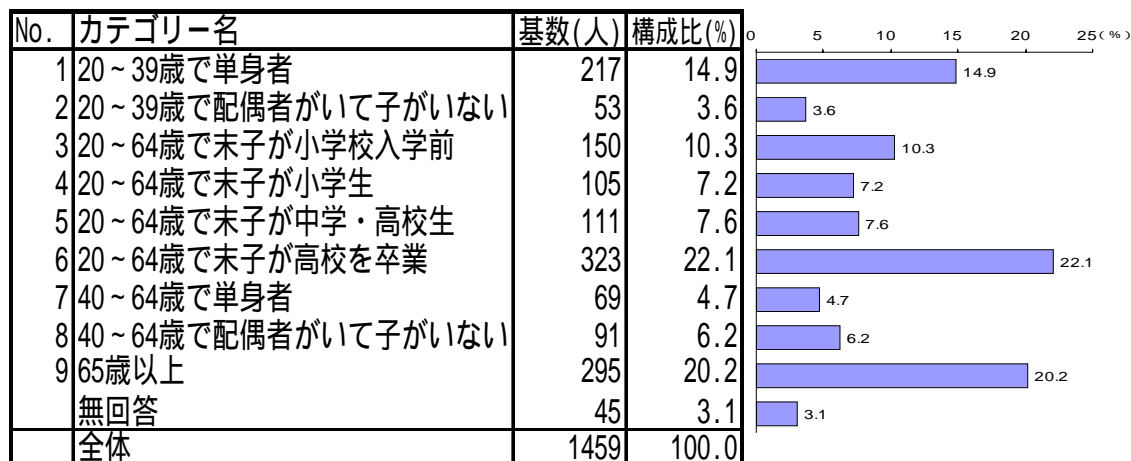 No. カテゴリー名 基数(人) 構成比(%)
0 5 10 15 20 25(%)
1 20~39歳で単身者 217 14.9 14.9
2 20~39歳で配偶者がいて子がいない 53 3.6 3.6
3 20~64歳で末子が小学校入学前 150 10.3 10.3
4 20~64歳で末子が小学生 105 7.2 7.2
5 20~64歳で末子が中学・高校生 111 7.6 7.6
6 20~64歳で末子が高校を卒業 323 22.1 22.1
7 40~64歳で単身者 69 4.7 4.7
8 40~64歳で配偶者がいて子がいない 91 6.2 6.2
9 65歳以上 295 20.2 20.2
無回答 45 3.1 3.1
全体 1459 100.0